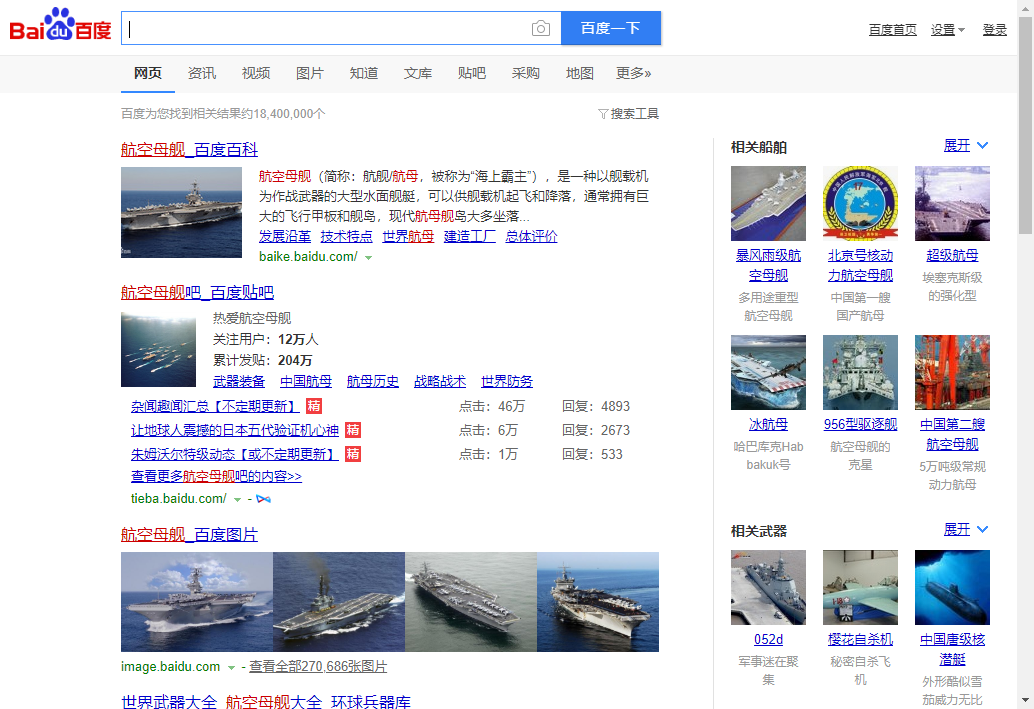 Baidu百度
百度一下
百度首页 设置 登录
网页 资讯 视频 图片 知道 文库 贴吧 采购 地图 更多»
百度为您找到相关结果约18,400,000个
搜索工具
航空母舰_百度百科
航空母舰（简称：航舰/航母，被称为“海上霸主”），是一种以舰载机
为作战武器的大型水面舰艇，可以供舰载机起飞和降落，通常拥有巨
大的飞行甲板和舰岛，现代航母舰岛大多坐落...
发展沿革 技术特点 世界航母 建造工厂 总体评价
baike.baidu.com/
航空母舰吧_百度贴吧
热爱航空母舰
关注用户：12万人
累计发贴：204万
武器装备 中国航母 航母历史 战略战术 世界防务
杂闻趣闻汇总【不定期更新】 精 点击：46万 回复：4893
让地球人震撼的日本五代验证机心神 精 点击：6万 回复：2673
朱姆沃尔特级动态【或不定期更新】 精 点击：1万 回复：533
查看更多航空母舰吧的内容>>
tieba.baidu.com/ -
航空母舰_百度图片
image.baidu.com - 查看全部270,686张图片
世界武器大全_航空母舰大全_环球兵器库
相关船舶 展开
暴风雨级航
空母舰
多用途重型
航空母舰
北京号核动
力航空母舰
中国第一艘
国产航母
超级航母
埃塞克斯级
的强化型
冰航母
哈巴库克Hab
bakuk号
956型驱逐舰
航空母舰的
克星
中国第二艘
航空母舰
5万吨级常规
动力航母
相关武器 展开
052d
军事迷在聚
集
樱花自杀机
秘密自杀飞
机
中国唐级核
潜艇
外形酷似雪
茄威力无比